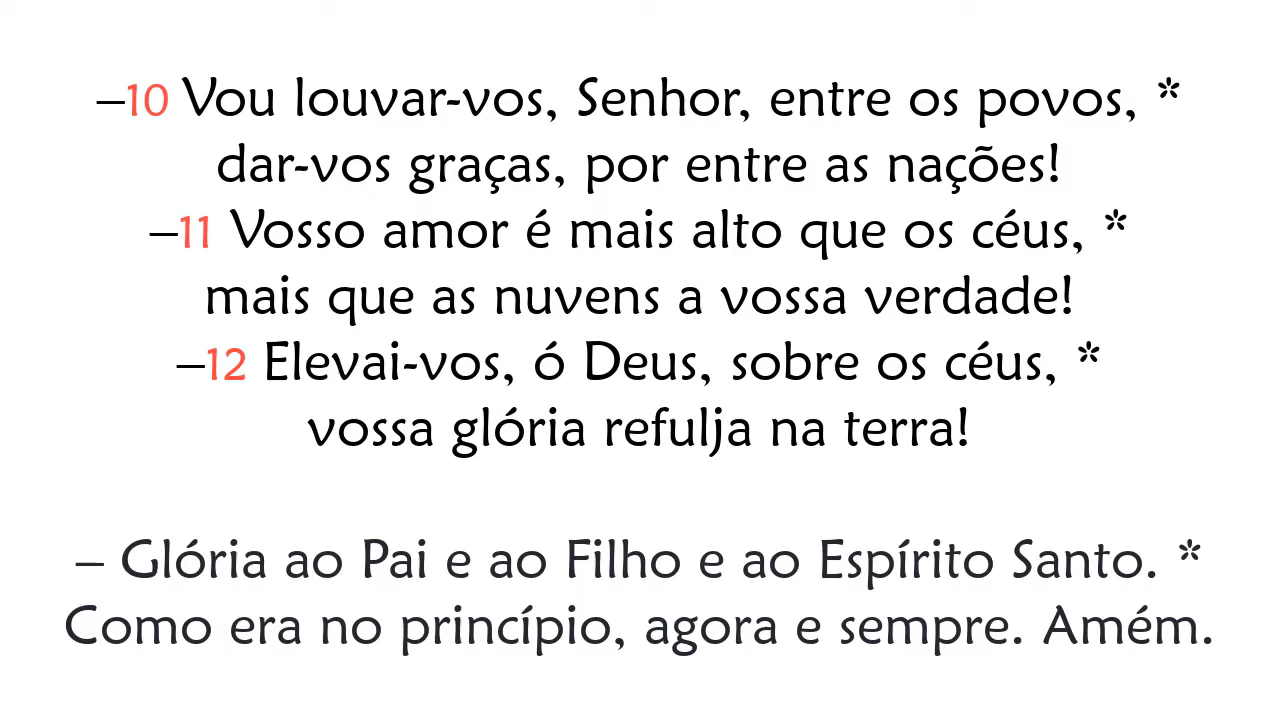 –10 Vou louvar-vos, Senhor, entre os povos, *
dar-vos graças, por entre as nações!
–11 Vosso amor é mais alto que os céus, *
mais que as nuvens a vossa verdade!
–12 Elevai-vos, ó Deus, sobre os céus, *
vossa glória refulja na terra!
– Glória ao Pai e ao Filho e ao Espírito Santo. *
Como era no princípio, agora e sempre. Amém.